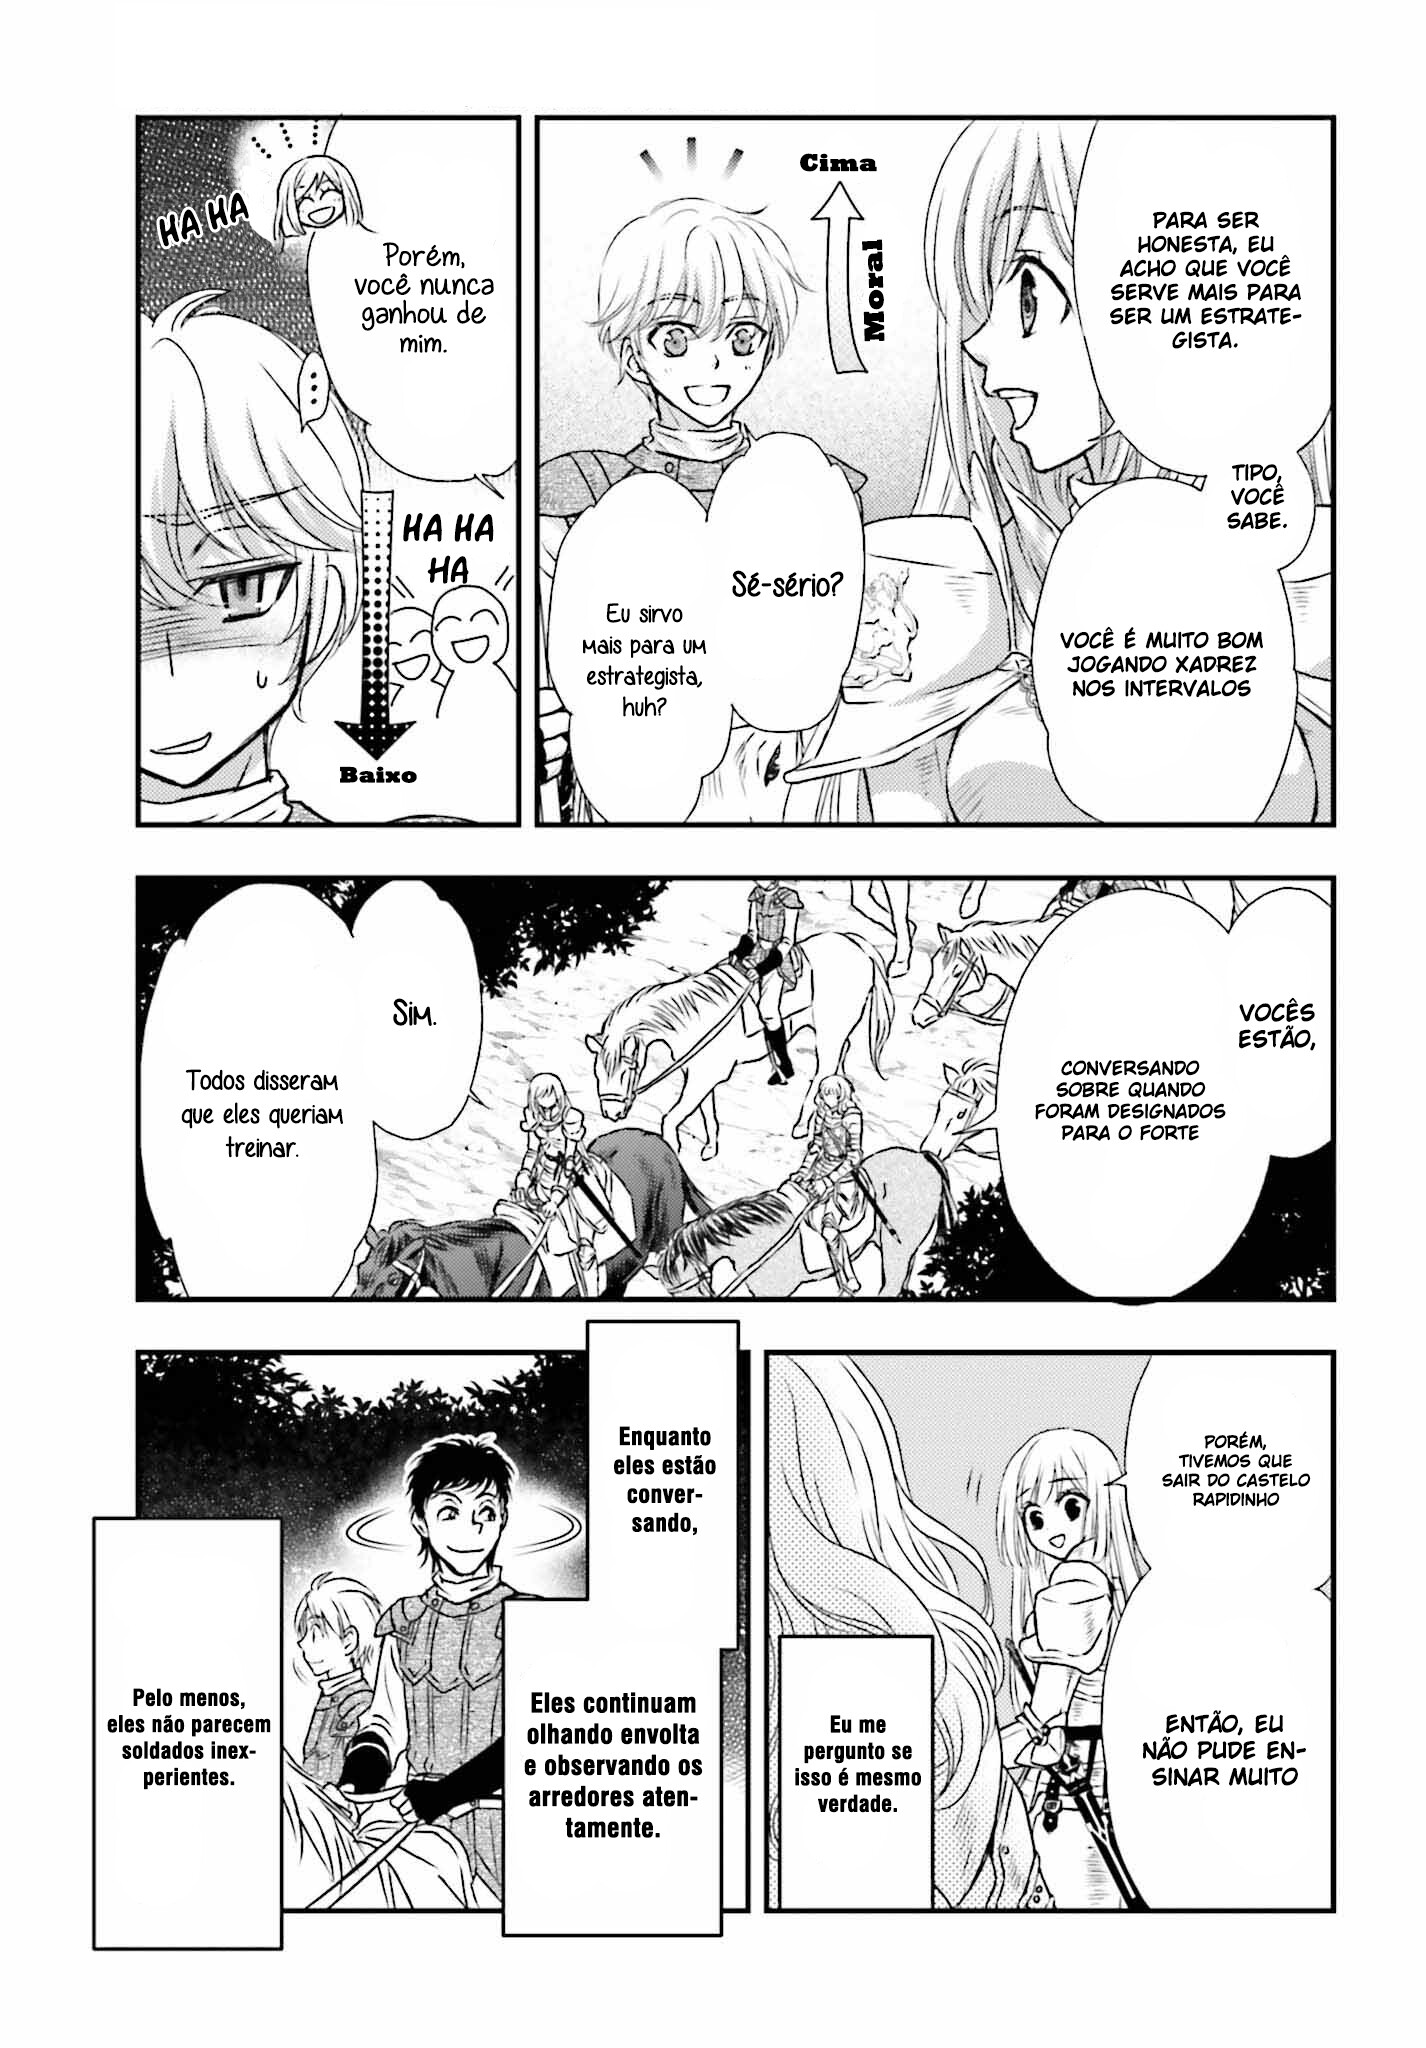 PARA SER
HONESTA, EU
ACHO QUE VOCÊ
SERVE MAIS PARA
SER UM ESTRATE-
GISTA.
TIPO,
VOCÊ
SABE.
VOCÊ É MUITO BOM
JOGANDO XADREZ
NOS INTERVALOS
Cima
Moral
Sé-sério?
Eu sirvo
mais para um
estrategista,
huh?
Porém,
você nunca
ganhou de
mim.
HA HA
...
HA HA
HA
Baixo
VOCÊS
ESTÃO,
CONVERSANDO
SOBRE QUANDO
FORAM DESIGNADOS
PARA O FORTE
SIM.
Todos disseram
que eles queriam
treinar.
PORÉM,
TIVEMOS QUE
SAIR DO CASTELO
RAPIDINHO
ENTÃO, EU
NÃO PUDE EN-
SINAR MUITO
Eu me
pergunto se
isso é mesmo
verdade.
Enquanto
eles estão
conver-
sando,
Eles continuam
olhando envolta
e observando os
arredores aten-
tamente.
Pelo menos,
eles não parecem
soldados inex-
perientes.